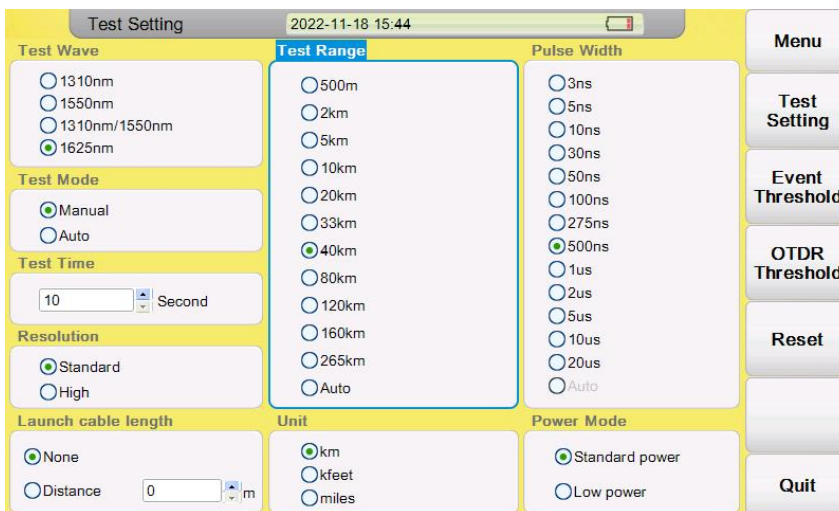 Test Setting
2022-11-18 15:44
Test Wave
1310nm
1550nm
1310nm/1550nm
1625nm
Test Mode
Manual
Auto
Test Time
10 Second
Resolution
Standard
High
Launch cable length
None
Distance 0 m
Test Range
500m
2km
5km
10km
20km
33km
40km
80km
120km
160km
265km
Auto
Unit
km
kfeet
miles
Pulse Width
3ns
5ns
10ns
30ns
50ns
100ns
275ns
500ns
1us
2us
5us
10us
20us
Auto
Power Mode
Standard power
Low power
Menu
Test
Setting
Event
Threshold
OTDR
Threshold
Reset
Quit